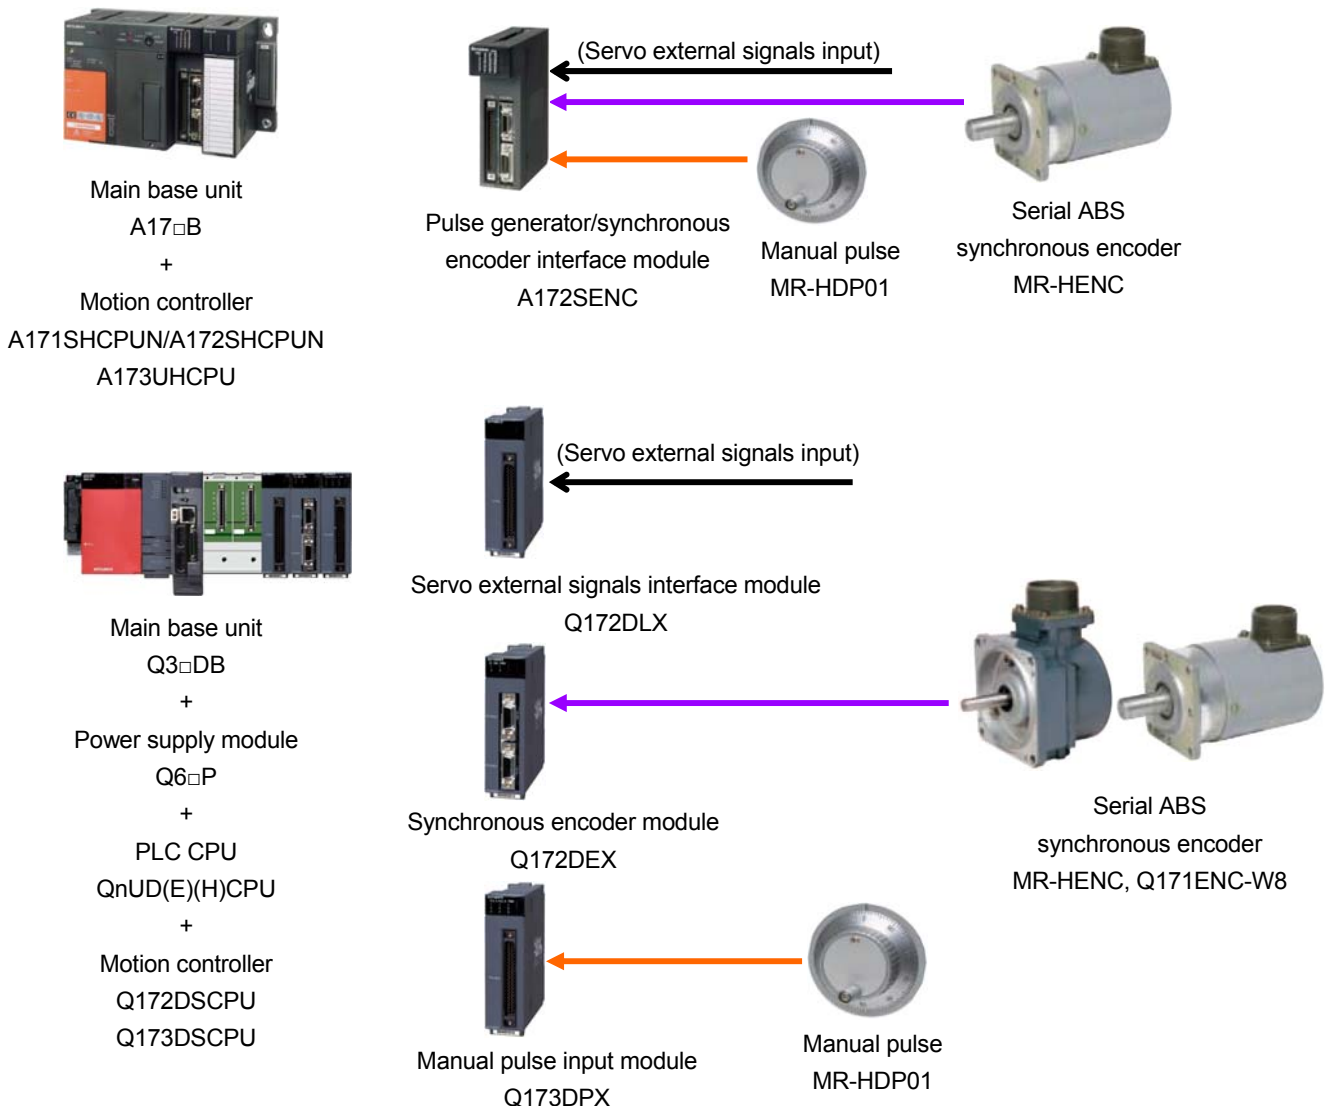 Main base unit
A17□B
+
Motion controller
A171SHCPUN/A172SHCPUN
A173UHCPU
(Servo external signals input)
Pulse generator/synchronous
encoder interface module
A172SENC
Manual pulse
MR-HDP01
Serial ABS
synchronous encoder
MR-HENC
Main base unit
Q3□DB
+
Power supply module
Q6□P
+
PLC CPU
QnUD(E)(H)CPU
+
Motion controller
Q172DSCPU
Q173DSCPU
(Servo external signals input)
Servo external signals interface module
Q172DLX
Synchronous encoder module
Q172DEX
Serial ABS
synchronous encoder
MR-HENC, Q171ENC-W8
Manual pulse input module
Q173DPX
Manual pulse
MR-HDP01